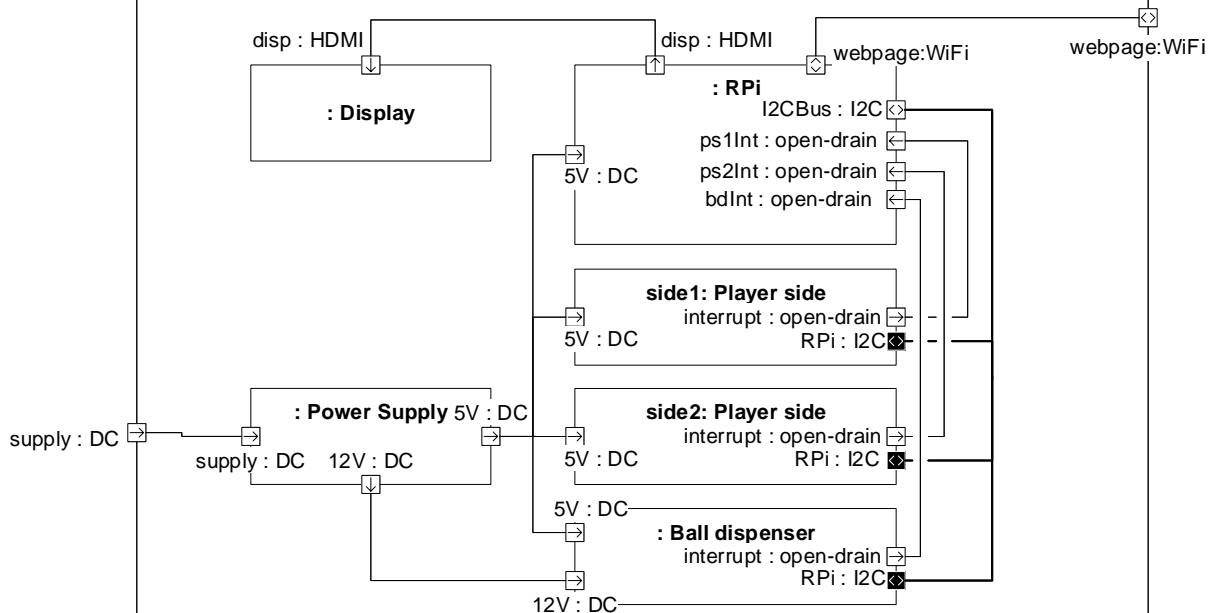 disp : HDMI
disp : HDMI
webpage:WiFi
webpage:WiFi
: Display
: RPi
I2CBus : I2C
ps1Int : open-drain
ps2Int : open-drain
bdInt : open-drain
5V : DC
side1: Player side
interrupt : open-drain
RPi : I2C
5V : DC
side2: Player side
interrupt : open-drain
RPi : I2C
5V : DC
: Power Supply
5V : DC
supply : DC
supply : DC
12V : DC
5V : DC
: Ball dispenser
interrupt : open-drain
RPi : I2C
12V : DC